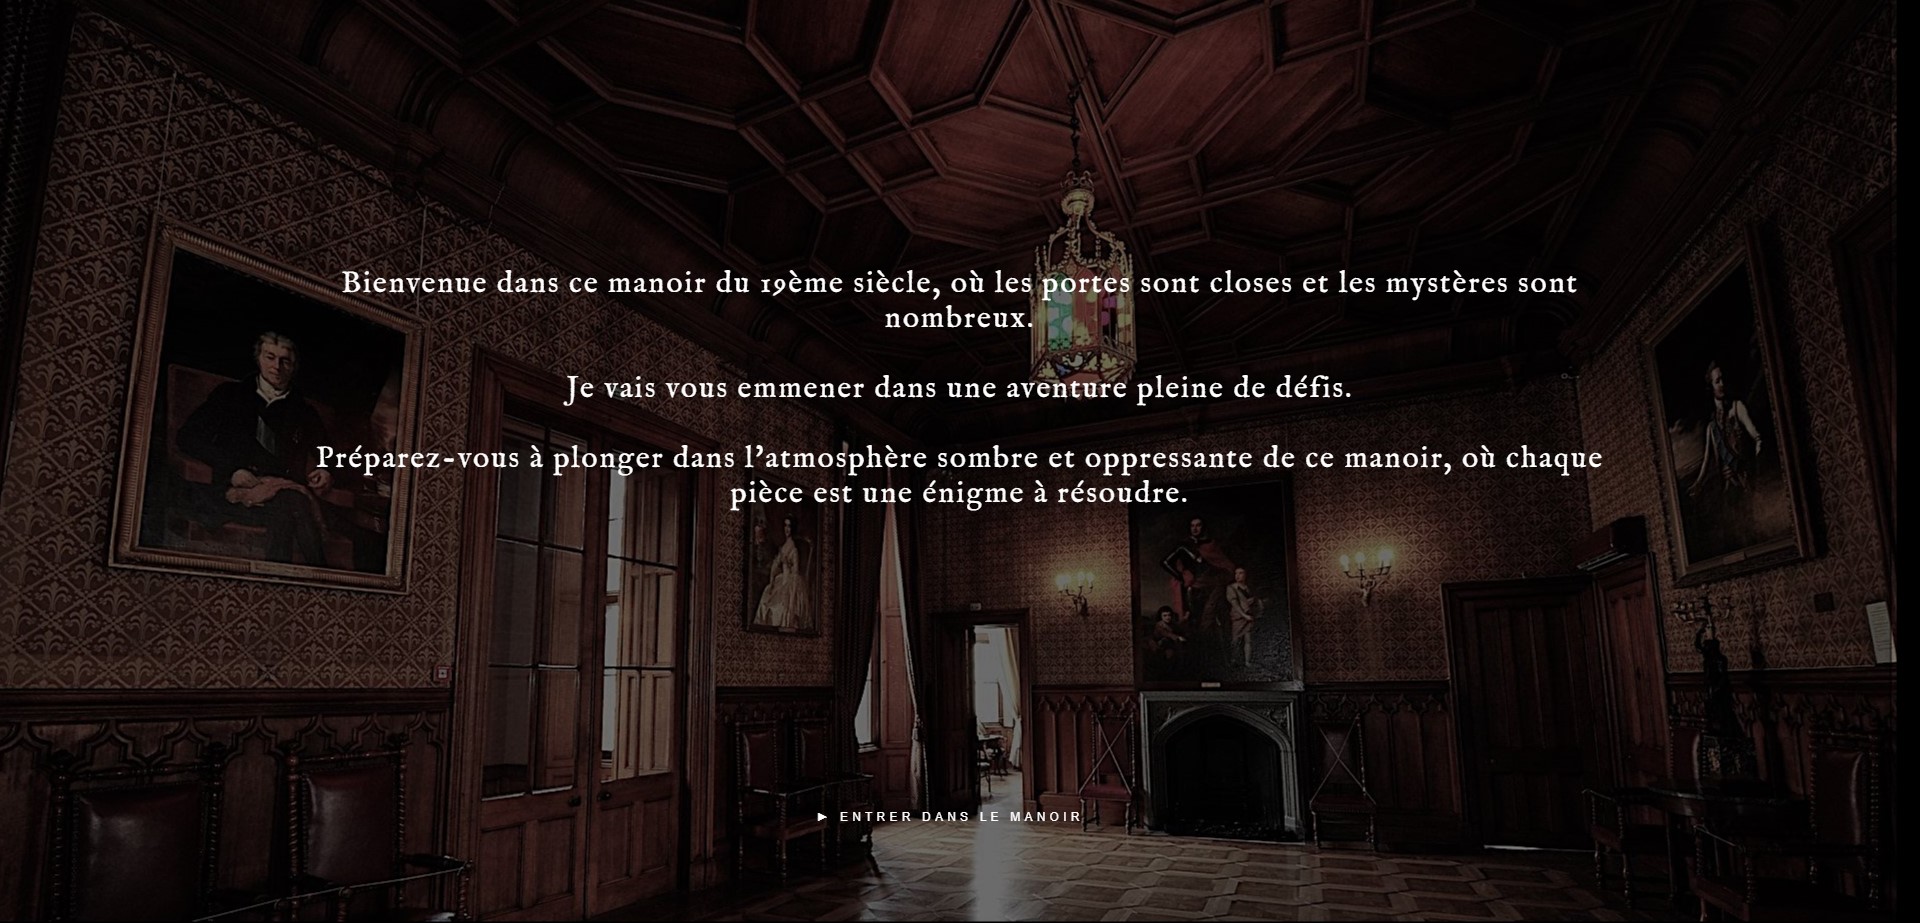 Bienvenue dans ce manoir du 19ème siècle, où les portes sont closes et les mystères sont
nombreux.
Je vais vous emmener dans une aventure pleine de défis.
Préparez-vous à plonger dans l'atmosphère sombre et oppressante de ce manoir, où chaque
pièce est une énigme à résoudre.
► ENTRER DANS LE MANOIR